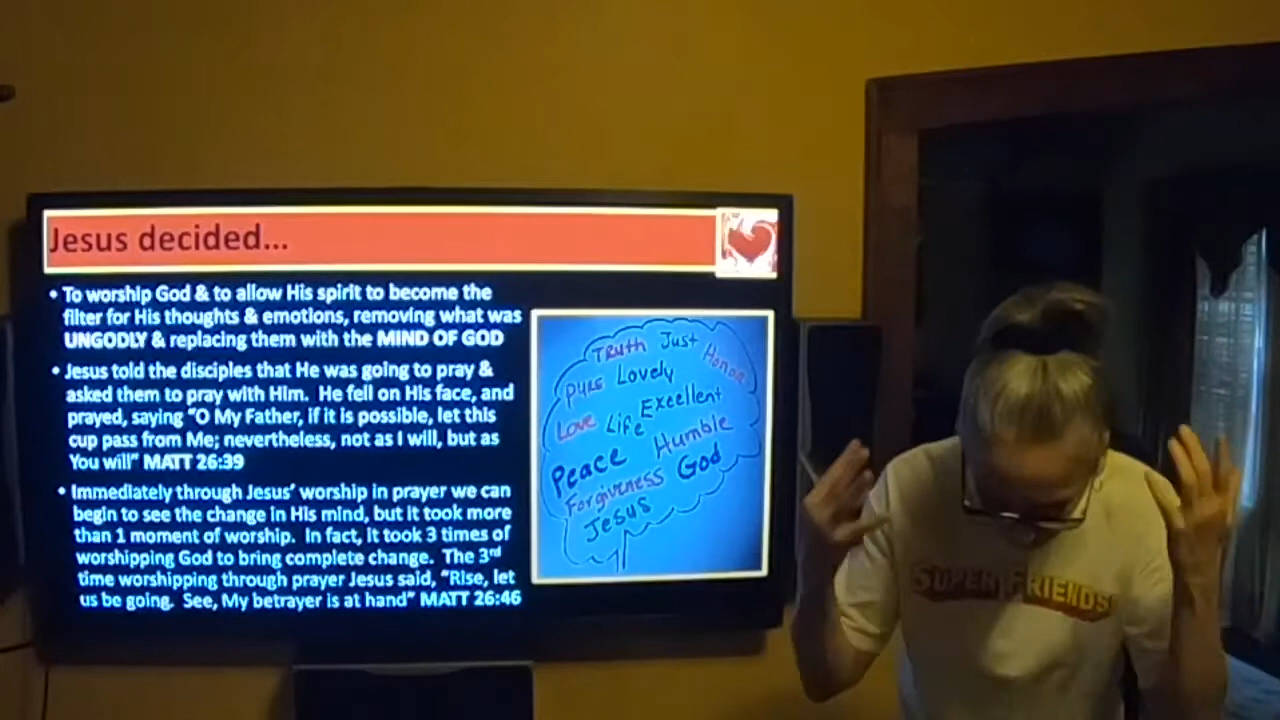 Jesus decided...
• To worship God & to allow His spirit to become the
filter for His thoughts & emotions, removing what was
UNGODLY & replacing them with the MIND OF GOD
• Jesus told the disciples that He was going to pray &
asked them to pray with Him. He fell on His face, and
prayed, saying "O My Father, if it is possible, let this
cup pass from Me; nevertheless, not as I will, but as
You will" MATT 26:39
• Immediately through Jesus' worship in prayer we can
begin to see the change in His mind, but it took more
than 1 moment of worship. In fact, it took 3 times of
worshipping God to bring complete change. The 3rd
time worshipping through prayer Jesus said, "Rise, let
us be going. See, My betrayer is at hand" MATT 26:46
TRUTH Just Honor
Pure Lovely
Love Life Excellent
Peace Humble
Forgiveness God
Jesus
SUPER FRIENDS